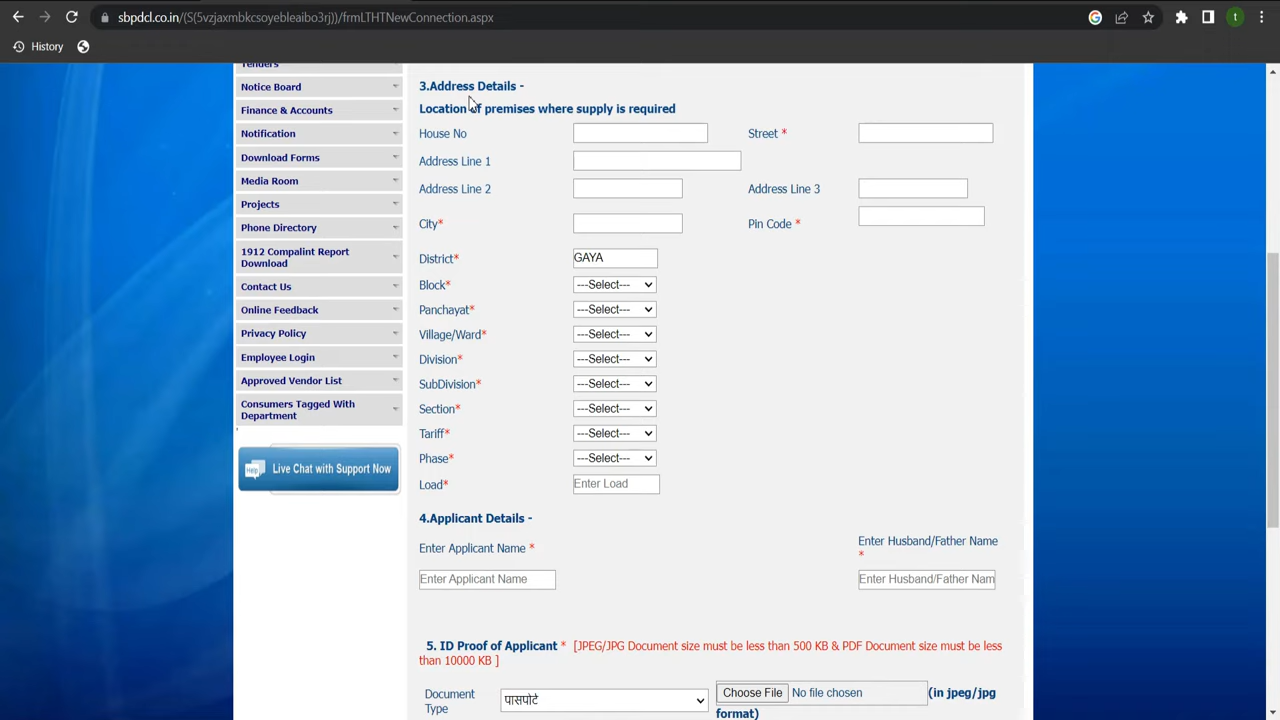 sbpdcl.co.in/(S(5vzjaxmbkcsoyebleaibo3rj))/frmLTHTNewConnection.aspx
t
History
Tenders
Notice Board
Finance & Accounts
Notification
Download Forms
Media Room
Projects
Phone Directory
1912 Compalint Report
Download
Contact Us
Online Feedback
Privacy Policy
Employee Login
Approved Vendor List
Consumers Tagged With
Department
Help
Live Chat with Support Now
3.Address Details -
Location of premises where supply is required
House No
Street *
Address Line 1
Address Line 2
Address Line 3
City*
Pin Code *
District* GAYA
Block* ---Select---
Panchayat* ---Select---
Village/Ward* ---Select---
Division* ---Select---
SubDivision* ---Select---
Section* ---Select---
Tariff* ---Select---
Phase* ---Select---
Load* Enter Load
4.Applicant Details -
Enter Applicant Name *
Enter Husband/Father Name
*
Enter Applicant Name
Enter Husband/Father Nam
5. ID Proof of Applicant * [JPEG/JPG Document size must be less than 500 KB & PDF Document size must be less
than 10000 KB ]
Document
Type
पासपोर्ट
Choose File No file chosen
(in jpeg/jpg
format)